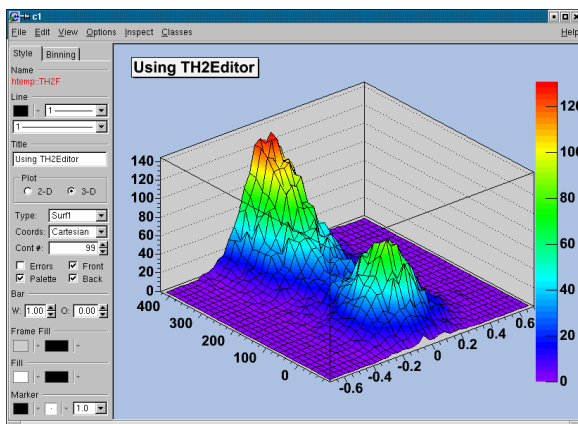 c1
File Edit View Options Inspect Classes Help
Style Binning
Name
htemp::TH2F
Line
1
1
Title
Using TH2Editor
Plot
2-D 3-D
Type: Surf1
Coords: Cartesian
Cont #: 99
Errors Front
Palette Back
Bar
W: 1.00 O: 0.00
Frame Fill
Fill
Marker
1.0
Using TH2Editor
140
120
100
80
60
40
20
0
400
300
200
100
0
-0.6
-0.4
-0.2
0
0.2
0.4
0.6
120
100
80
60
40
20
0